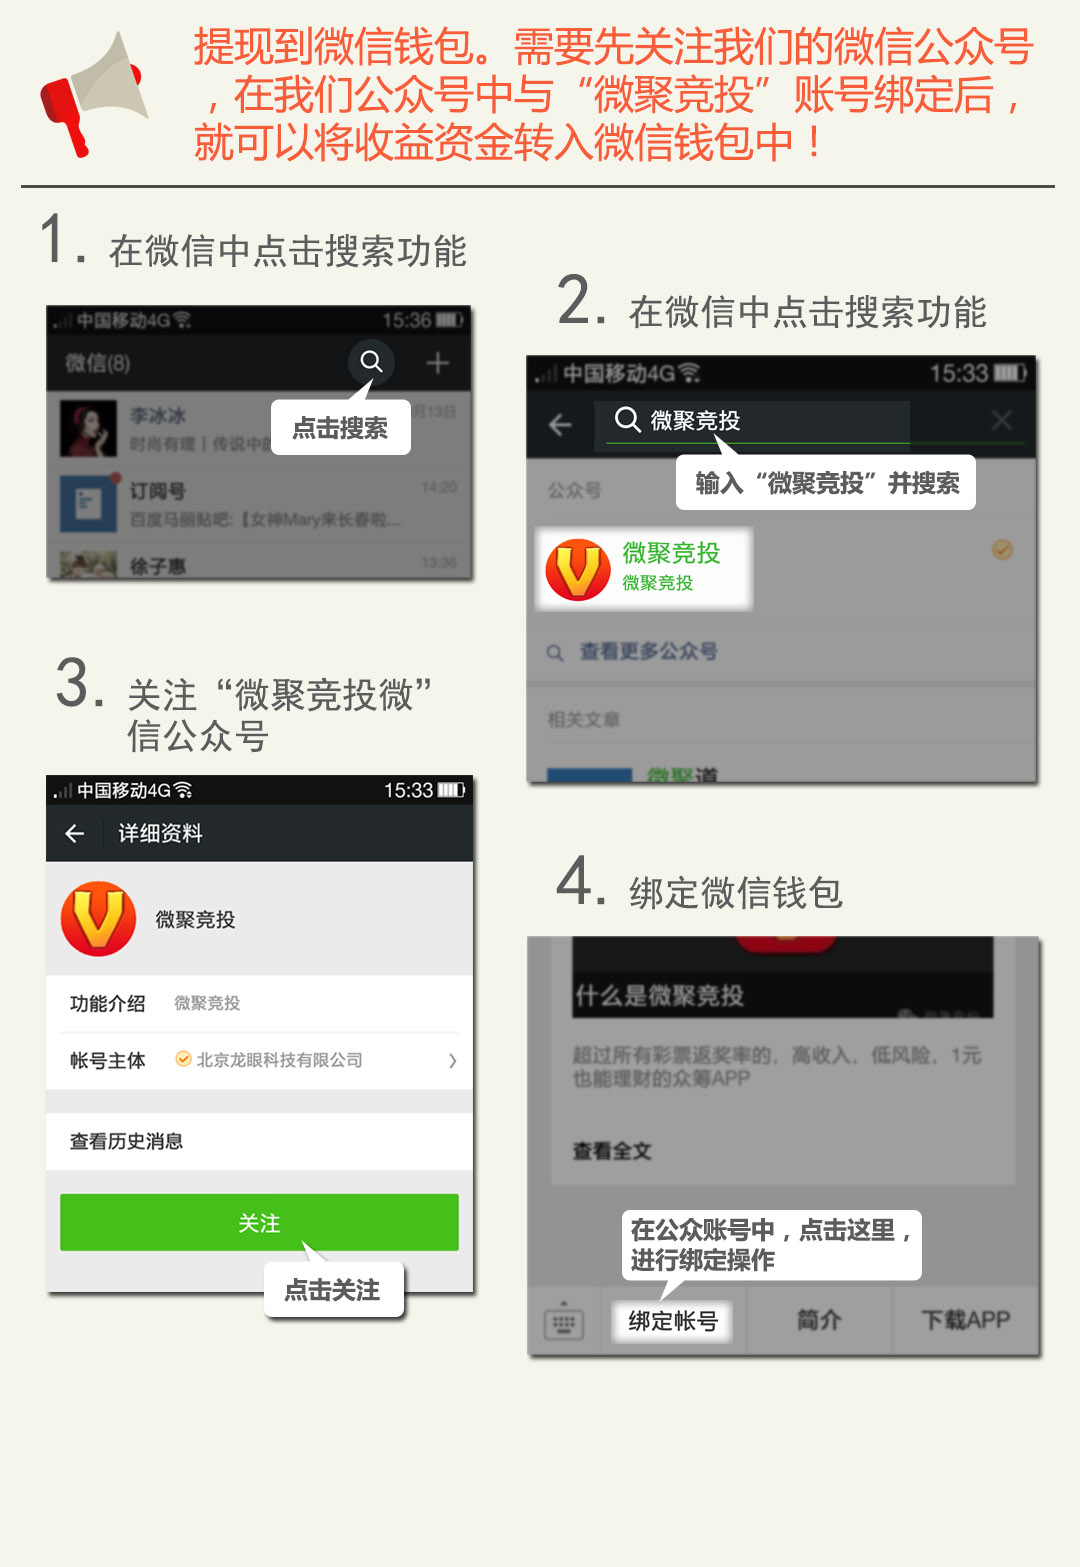 提现到微信钱包。需要先关注我们的微信公众号
，在我们公众号中与“微聚竞投”账号绑定后，
就可以将收益资金转入微信钱包中！
1. 在微信中点击搜索功能
中国移动4G 15:36
微信(8)
点击搜索
李冰冰 月13日
时尚有理丨传说中的
订阅号 14:20
百度马丽贴吧:【女神Mary来长春啦...
徐子惠 13:36
2. 在微信中点击搜索功能
中国移动4G 15:33
微聚竞投
输入“微聚竞投”并搜索
公众号
微聚竞投
微聚竞投
查看更多公众号
相关文章
微聚道
3. 关注“微聚竞投微”
信公众号
中国移动4G 15:33
详细资料
微聚竞投
功能介绍 微聚竞投
帐号主体 北京龙眼科技有限公司
查看历史消息
关注
点击关注
4. 绑定微信钱包
什么是微聚竞投
超过所有彩票返奖率的，高收入，低风险，1元
也能理财的众筹APP
查看全文
在公众账号中，点击这里，
进行绑定操作
绑定帐号 简介 下载APP